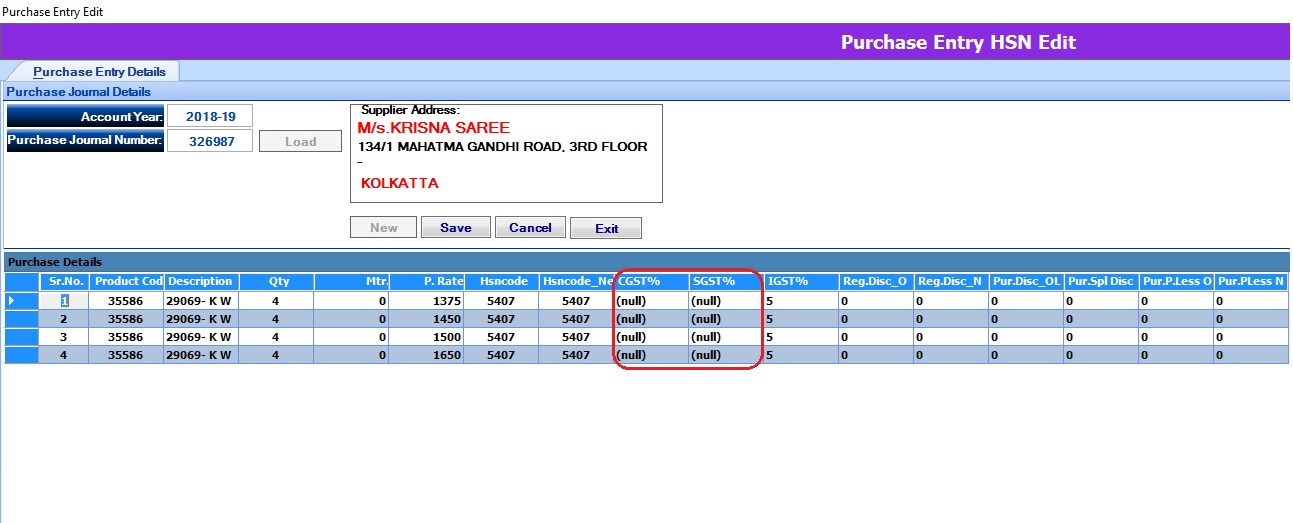 Purchase Entry Edit
Purchase Entry HSN Edit
Purchase Entry Details
Purchase Journal Details
Account Year: 2018-19
Purchase Journal Number: 326987 Load
Supplier Address:
M/s.KRISNA SAREE
134/1 MAHATMA GANDHI ROAD, 3RD FLOOR
-
KOLKATTA
New Save Cancel Exit
Purchase Details
Sr.No. Product Cod Description Qty Mtr. P. Rate Hsncode Hsncode_Ne CGST% SGST% IGST% Reg.Disc_O Reg.Disc_N Pur.Disc_OL Pur.Spl Disc Pur.P.Less O Pur.PLess N
1 35586 29069- K W 4 0 1375 5407 5407 (null) (null) 5 0 0 0 0 0 0
2 35586 29069- K W 4 0 1450 5407 5407 (null) (null) 5 0 0 0 0 0 0
3 35586 29069- K W 4 0 1500 5407 5407 (null) (null) 5 0 0 0 0 0 0
4 35586 29069- K W 4 0 1650 5407 5407 (null) (null) 5 0 0 0 0 0 0